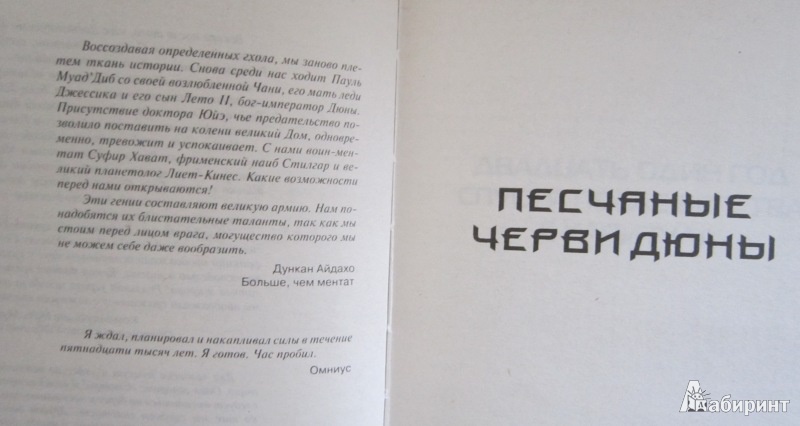 Воссоздавая определенных гхола, мы заново пле-
тем ткань истории. Снова среди нас ходит Пауль
Муад’Диб со своей возлюбленной Чани, его мать леди
Джессика и его сын Лето II, бог-император Дюны.
Присутствие доктора Юйэ, чье предательство по-
зволило поставить на колени великий Дом, одновре-
менно, тревожит и успокаивает. С нами воин-мен-
тат Суфир Хават, фрименский наиб Стилгар и ве-
ликий планетолог Лиет-Кинес. Какие возможности
перед нами открываются!
Эти гении составляют великую армию. Нам по-
надобятся их блистательные таланты, так как мы
стоим перед лицом врага, могущество которого мы
не можем себе даже вообразить.
Дункан Айдахо
Больше, чем ментат
Я ждал, планировал и накапливал силы в течение
пятнадцати тысяч лет. Я готов. Час пробил.
Омниус
ПЕСЧАНЫЕ
ЧЕРВИ ДЮНЫ
Лабиринт